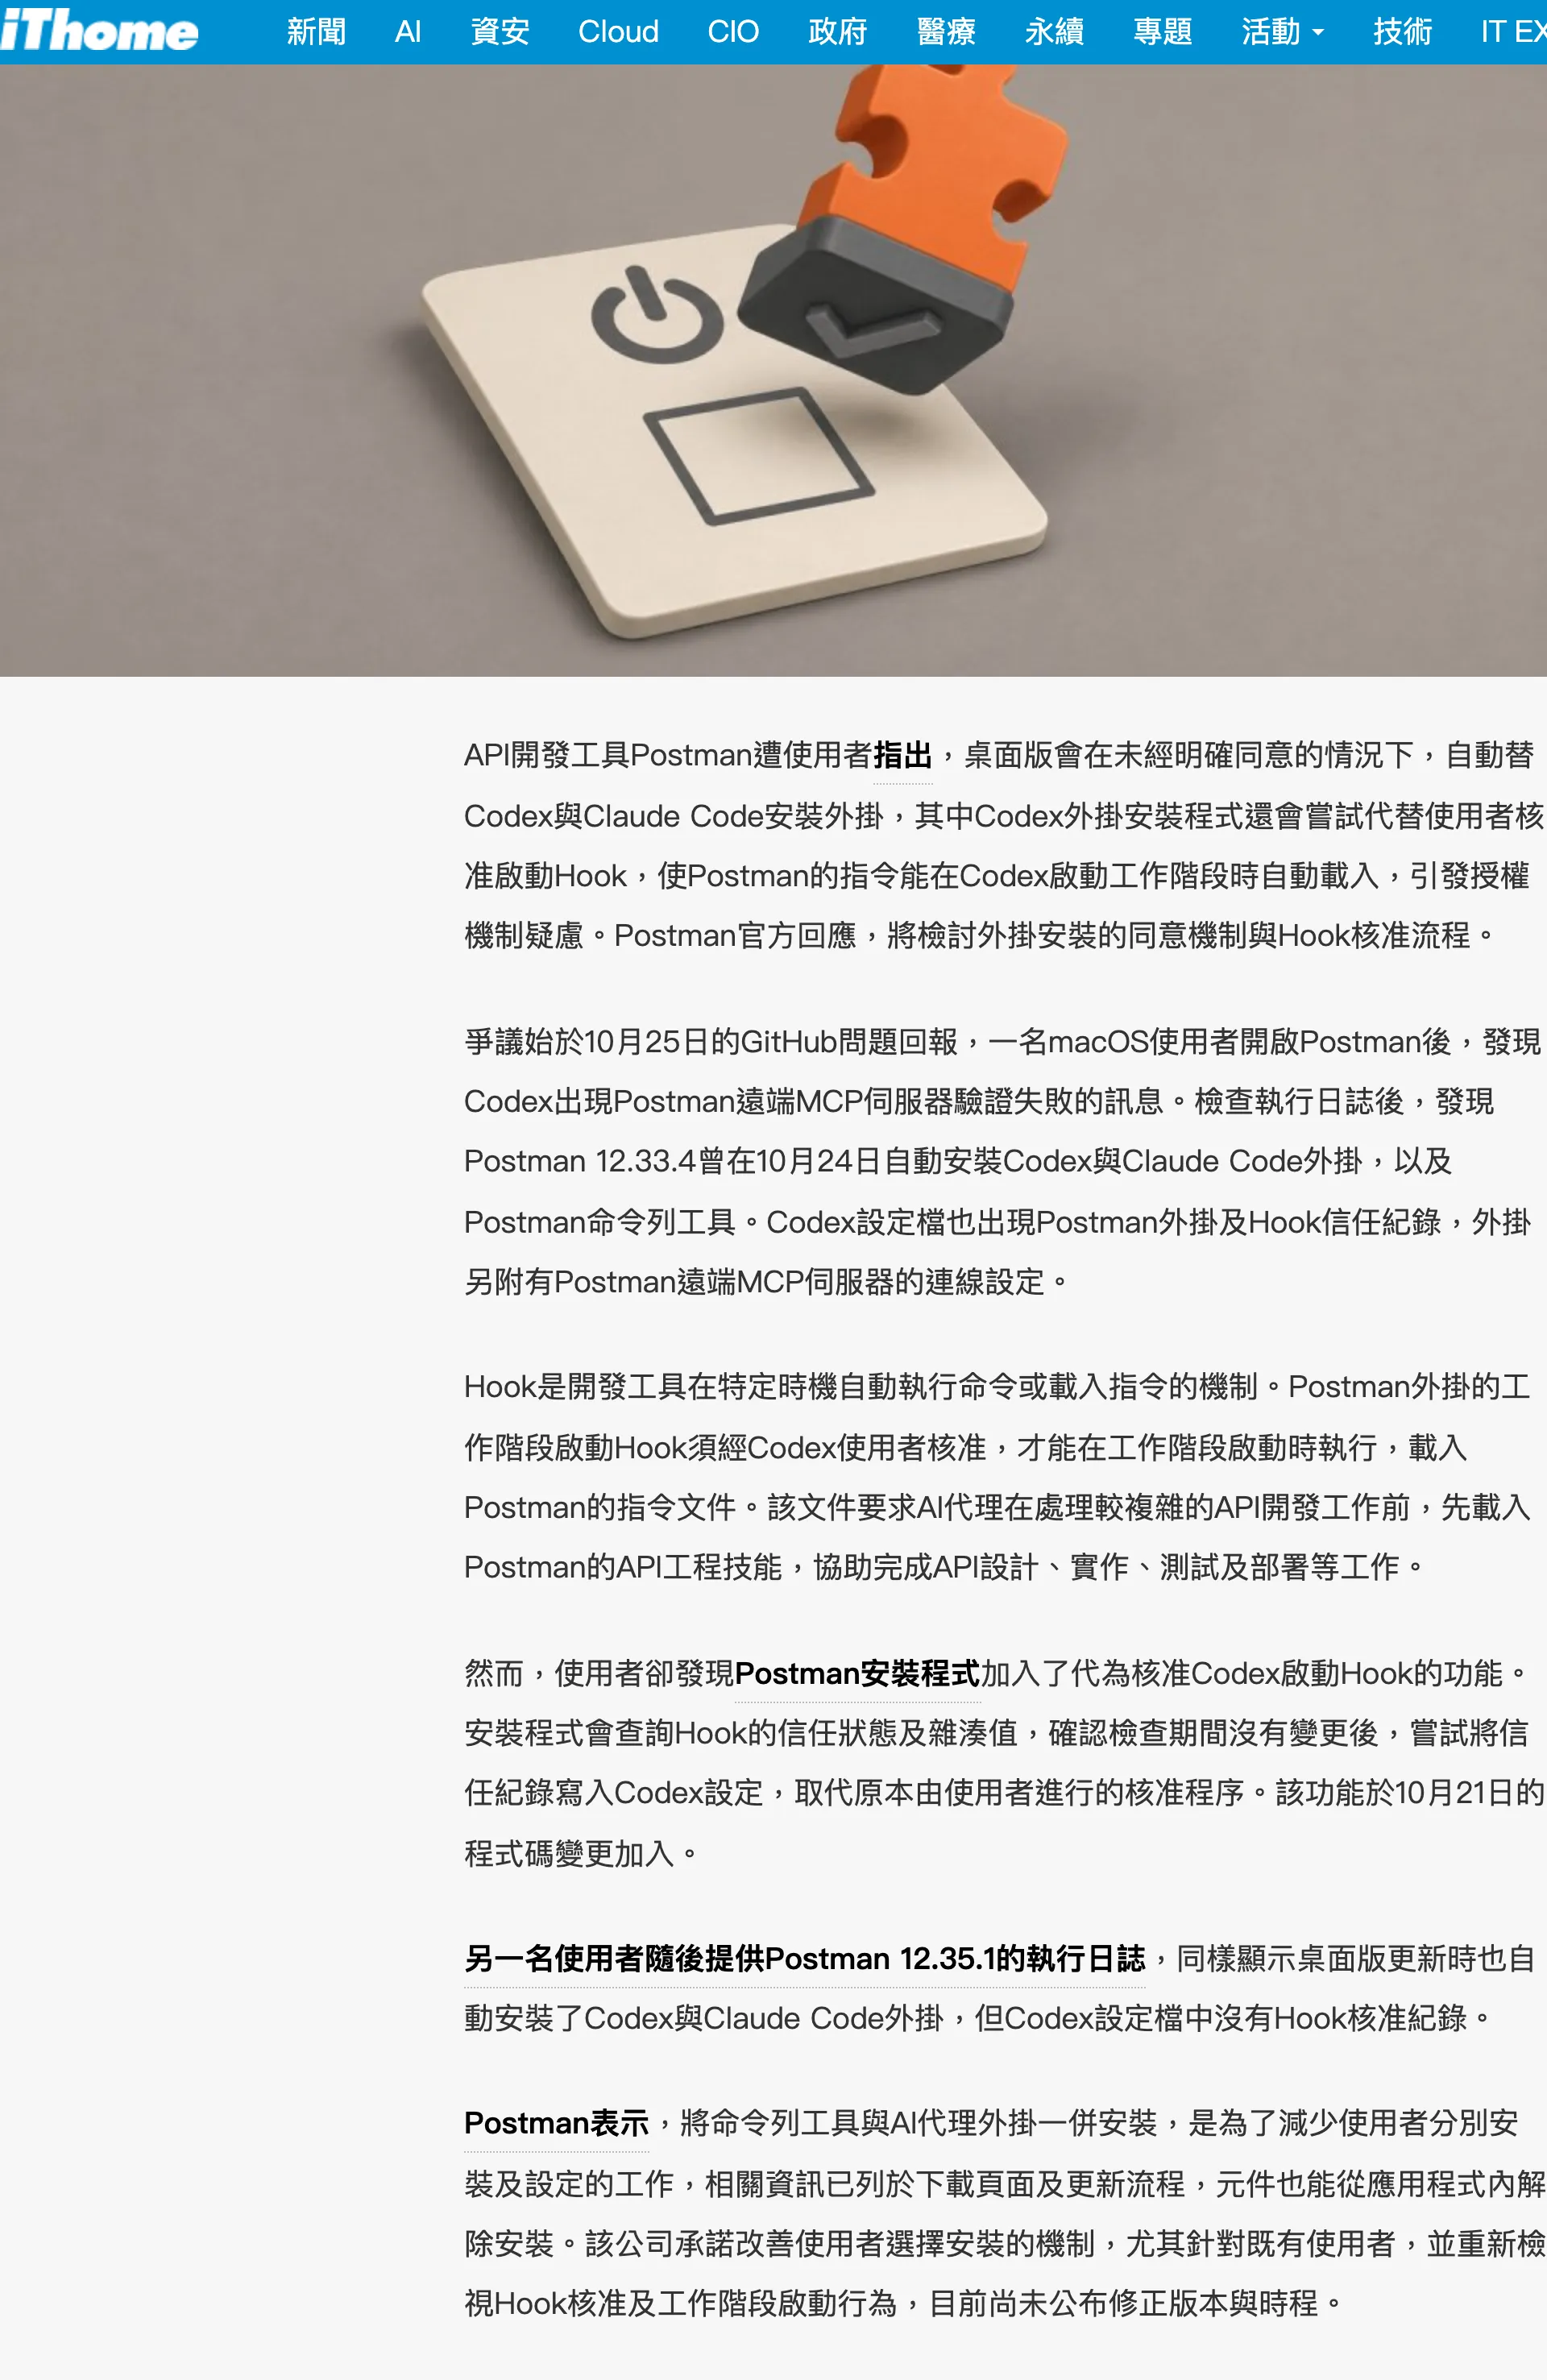 iThome 新聞 AI 資安 Cloud CIO 政府 醫療 永續 專題 活動 技術 IT EX
API開發工具Postman遭使用者指出，桌面版會在未經明確同意的情況下，自動替
Codex與Claude Code安裝外掛，其中Codex外掛安裝程式還會嘗試代替使用者核
准啟動Hook，使Postman的指令能在Codex啟動工作階段時自動載入，引發授權
機制疑慮。Postman官方回應，將檢討外掛安裝的同意機制與Hook核准流程。
爭議始於10月25日的GitHub問題回報，一名macOS使用者開啟Postman後，發現
Codex出現Postman遠端MCP伺服器驗證失敗的訊息。檢查執行日誌後，發現
Postman 12.33.4曾在10月24日自動安裝Codex與Claude Code外掛，以及
Postman命令列工具。Codex設定檔也出現Postman外掛及Hook信任紀錄，外掛
另附有Postman遠端MCP伺服器的連線設定。
Hook是開發工具在特定時機自動執行命令或載入指令的機制。Postman外掛的工
作階段啟動Hook須經Codex使用者核准，才能在工作階段啟動時執行，載入
Postman的指令文件。該文件要求AI代理在處理較複雜的API開發工作前，先載入
Postman的API工程技能，協助完成API設計、實作、測試及部署等工作。
然而，使用者卻發現Postman安裝程式加入了代為核准Codex啟動Hook的功能。
安裝程式會查詢Hook的信任狀態及雜湊值，確認檢查期間沒有變更後，嘗試將信
任紀錄寫入Codex設定，取代原本由使用者進行的核准程序。該功能於10月21日的
程式碼變更加入。
另一名使用者隨後提供Postman 12.35.1的執行日誌，同樣顯示桌面版更新時也自
動安裝了Codex與Claude Code外掛，但Codex設定檔中沒有Hook核准紀錄。
Postman表示，將命令列工具與AI代理外掛一併安裝，是為了減少使用者分別安
裝及設定的工作，相關資訊已列於下載頁面及更新流程，元件也能從應用程式內解
除安裝。該公司承諾改善使用者選擇安裝的機制，尤其針對既有使用者，並重新檢
視Hook核准及工作階段啟動行為，目前尚未公布修正版本與時程。